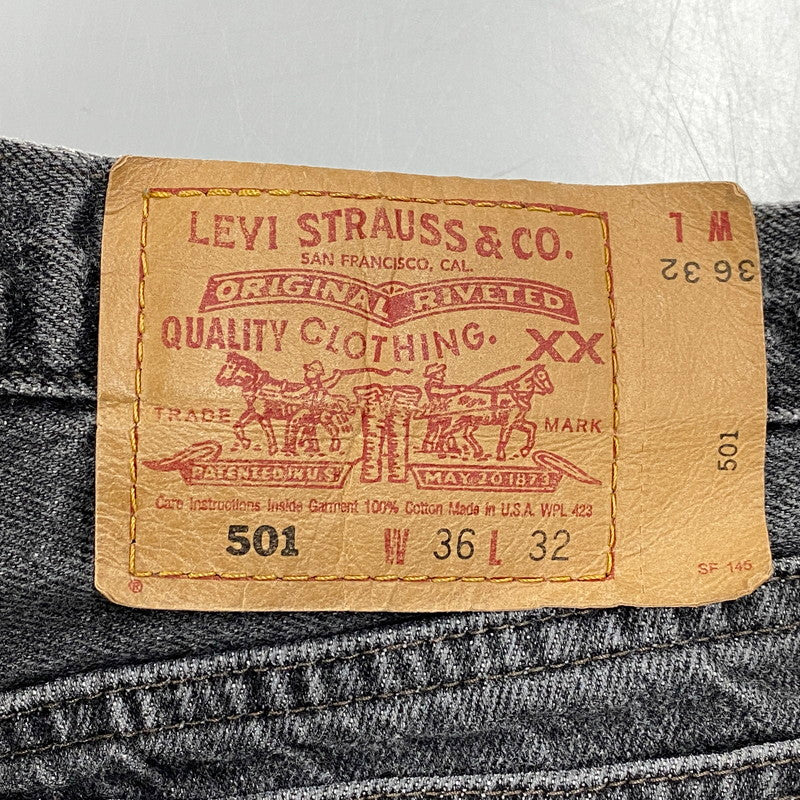 LEVI STRAUSS & CO.
SAN FRANCISCO, CAL.
ORIGINAL RIVETED
QUALITY CLOTHING. XX
TRADE MARK
PATENTED IN U S MAY 20 1873
Care Instructions Inside Garment 100% Cotton Made in U.S.A. WPL 423
501 W 36 L 32
®
W L
36 32
501
SF 145